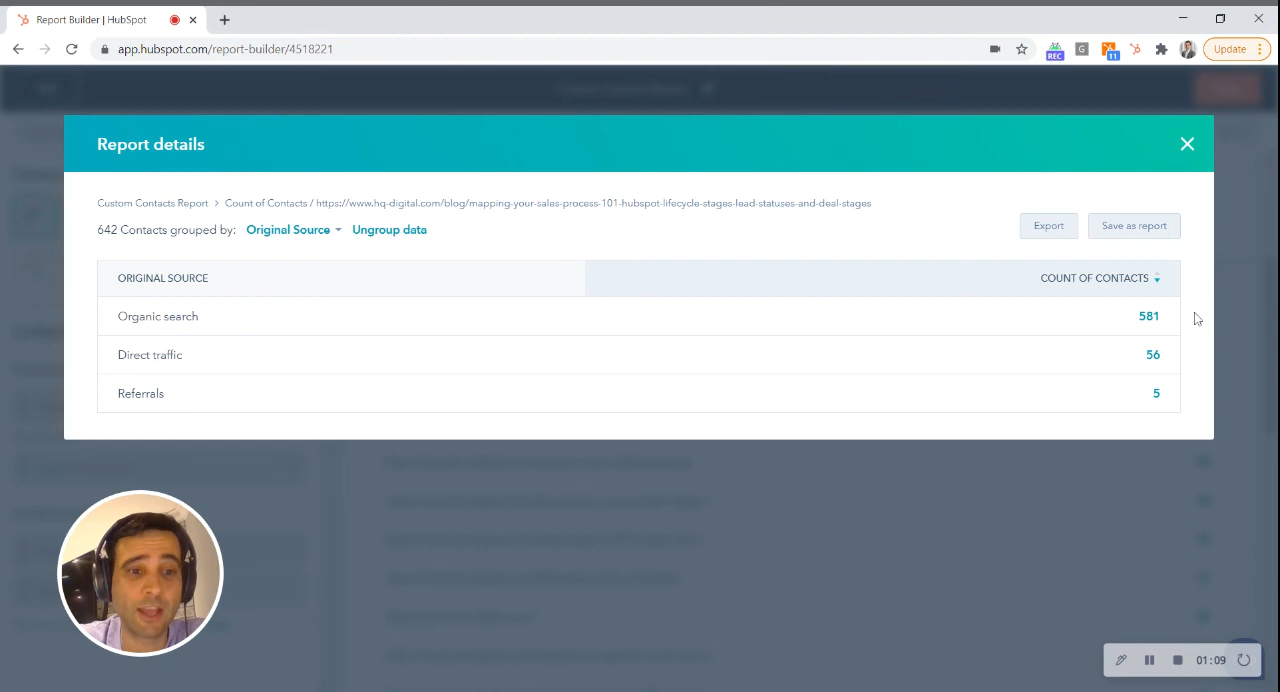 Report Builder | HubSpot
app.hubspot.com/report-builder/4518221
REC
G
11
Update
Report details
Custom Contacts Report > Count of Contacts / https://www.hq-digital.com/blog/mapping-your-sales-process-101-hubspot-lifecycle-stages-lead-statuses-and-deal-stages
642 Contacts grouped by: Original Source Ungroup data
Export
Save as report
ORIGINAL SOURCE COUNT OF CONTACTS
Organic search 581
Direct traffic 56
Referrals 5
01:09